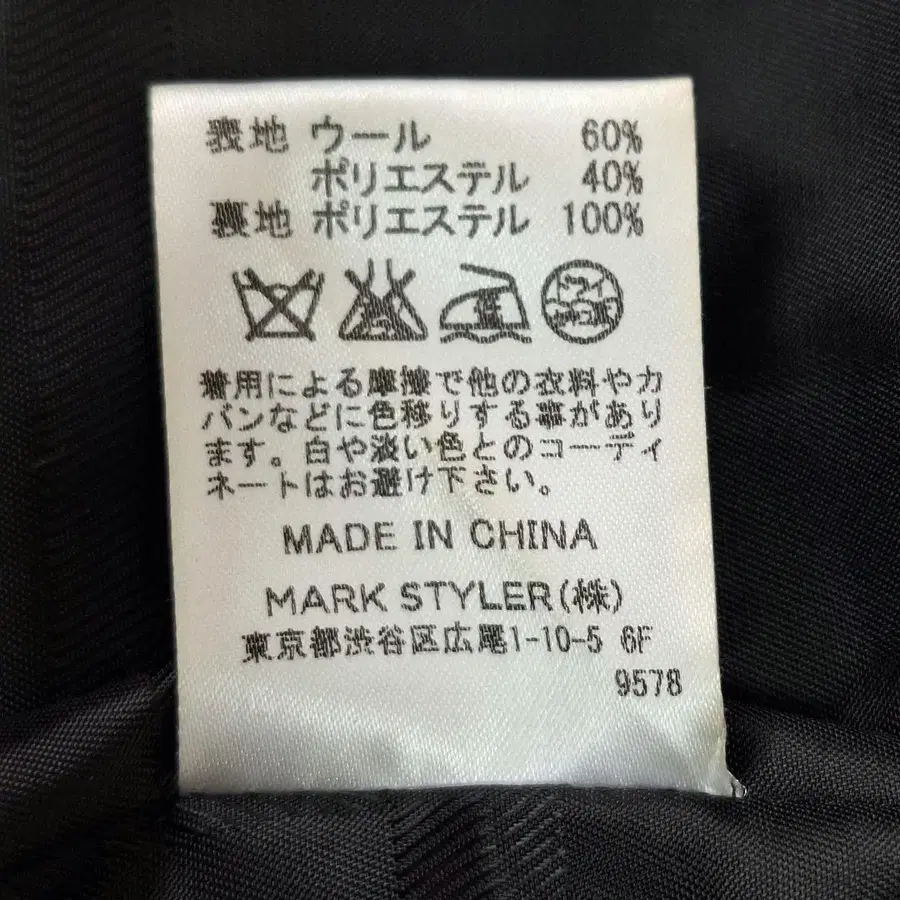 表地 ウール 60%
ポリエステル 40%
裏地 ポリエステル 100%
ドライ
着用による摩擦で他の衣料やカ
バンなどに色移りする事があり
ます。白や淡い色とのコーディ
ネートはお避け下さい。
MADE IN CHINA
MARK STYLER(株)
東京都渋谷区広尾1-10-5 6F
9578